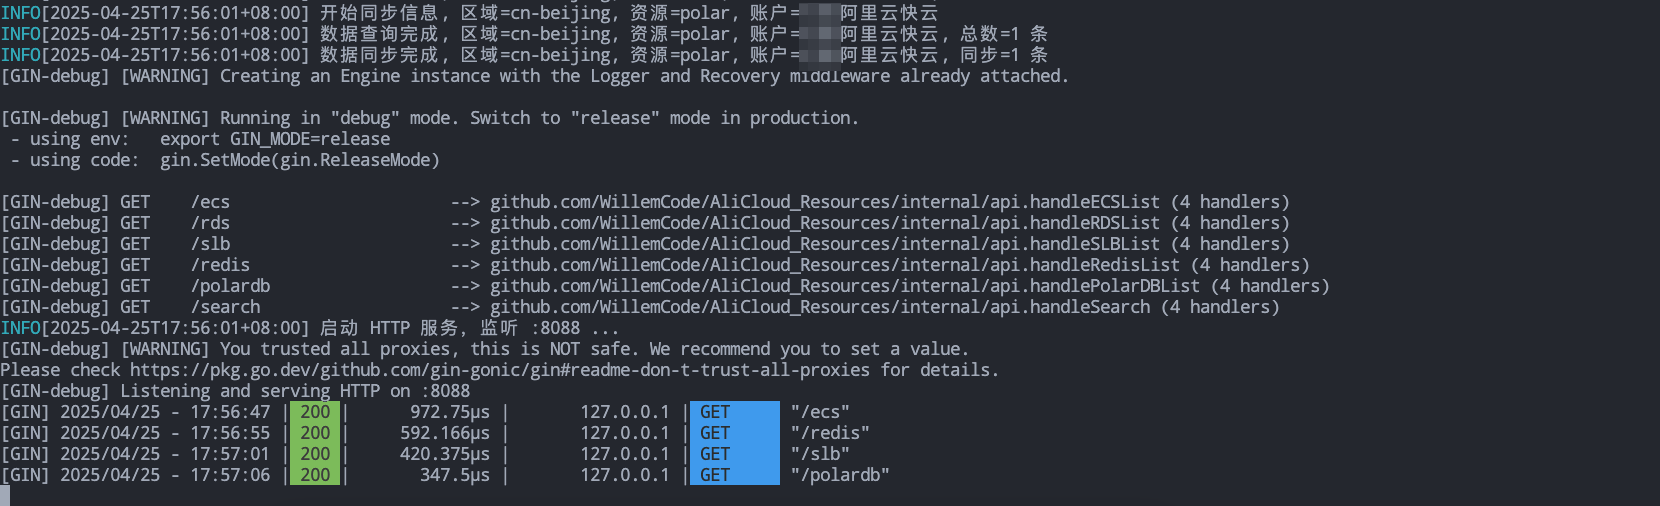 INFO[2025-04-25T17:56:01+08:00] 开始同步信息, 区域=cn-beijing, 资源=polar, 账户=阿里云快云
INFO[2025-04-25T17:56:01+08:00] 数据查询完成, 区域=cn-beijing, 资源=polar, 账户=阿里云快云, 总数=1 条
INFO[2025-04-25T17:56:01+08:00] 数据同步完成, 区域=cn-beijing, 资源=polar, 账户=阿里云快云, 同步=1 条
[GIN-debug] [WARNING] Creating an Engine instance with the Logger and Recovery middleware already attached.
[GIN-debug] [WARNING] Running in "debug" mode. Switch to "release" mode in production.
- using env:   export GIN_MODE=release
- using code:  gin.SetMode(gin.ReleaseMode)
[GIN-debug] GET    /ecs                      --> github.com/WillemCode/AliCloud_Resources/internal/api.handleECSList (4 handlers)
[GIN-debug] GET    /rds                      --> github.com/WillemCode/AliCloud_Resources/internal/api.handleRDSList (4 handlers)
[GIN-debug] GET    /slb                      --> github.com/WillemCode/AliCloud_Resources/internal/api.handleSLBList (4 handlers)
[GIN-debug] GET    /redis                    --> github.com/WillemCode/AliCloud_Resources/internal/api.handleRedisList (4 handlers)
[GIN-debug] GET    /polardb                  --> github.com/WillemCode/AliCloud_Resources/internal/api.handlePolarDBList (4 handlers)
[GIN-debug] GET    /search                   --> github.com/WillemCode/AliCloud_Resources/internal/api.handleSearch (4 handlers)
INFO[2025-04-25T17:56:01+08:00] 启动 HTTP 服务, 监听 :8088 ...
[GIN-debug] [WARNING] You trusted all proxies, this is NOT safe. We recommend you to set a value.
Please check https://pkg.go.dev/github.com/gin-gonic/gin#readme-don-t-trust-all-proxies for details.
[GIN-debug] Listening and serving HTTP on :8088
[GIN] 2025/04/25 - 17:56:47 | 200 |      972.75µs |       127.0.0.1 | GET      "/ecs"
[GIN] 2025/04/25 - 17:56:55 | 200 |     592.166µs |       127.0.0.1 | GET      "/redis"
[GIN] 2025/04/25 - 17:57:01 | 200 |     420.375µs |       127.0.0.1 | GET      "/slb"
[GIN] 2025/04/25 - 17:57:06 | 200 |       347.5µs |       127.0.0.1 | GET      "/polardb"